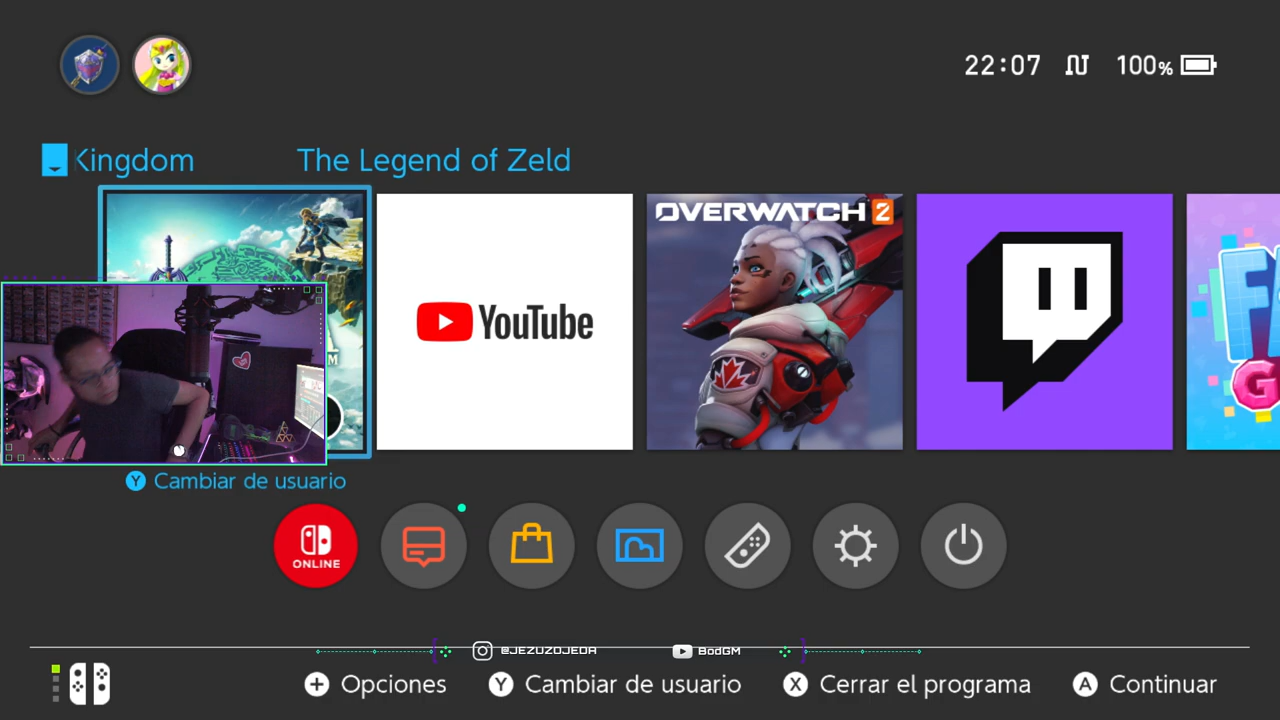 22:07 100%
Kingdom The Legend of Zeld
OVERWATCH 2
YouTube
Y Cambiar de usuario
ONLINE
@JEZUZOJEDA BodGM
+ Opciones Y Cambiar de usuario X Cerrar el programa A Continuar